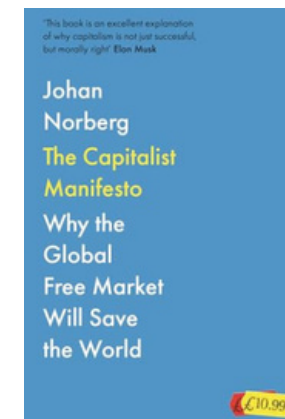 'This book is an excellent explanation
of why capitalism is not just successful,
but morally right' Elon Musk
Johan
Norberg
The Capitalist
Manifesto
Why the
Global
Free Market
Will Save
the World
£10.99